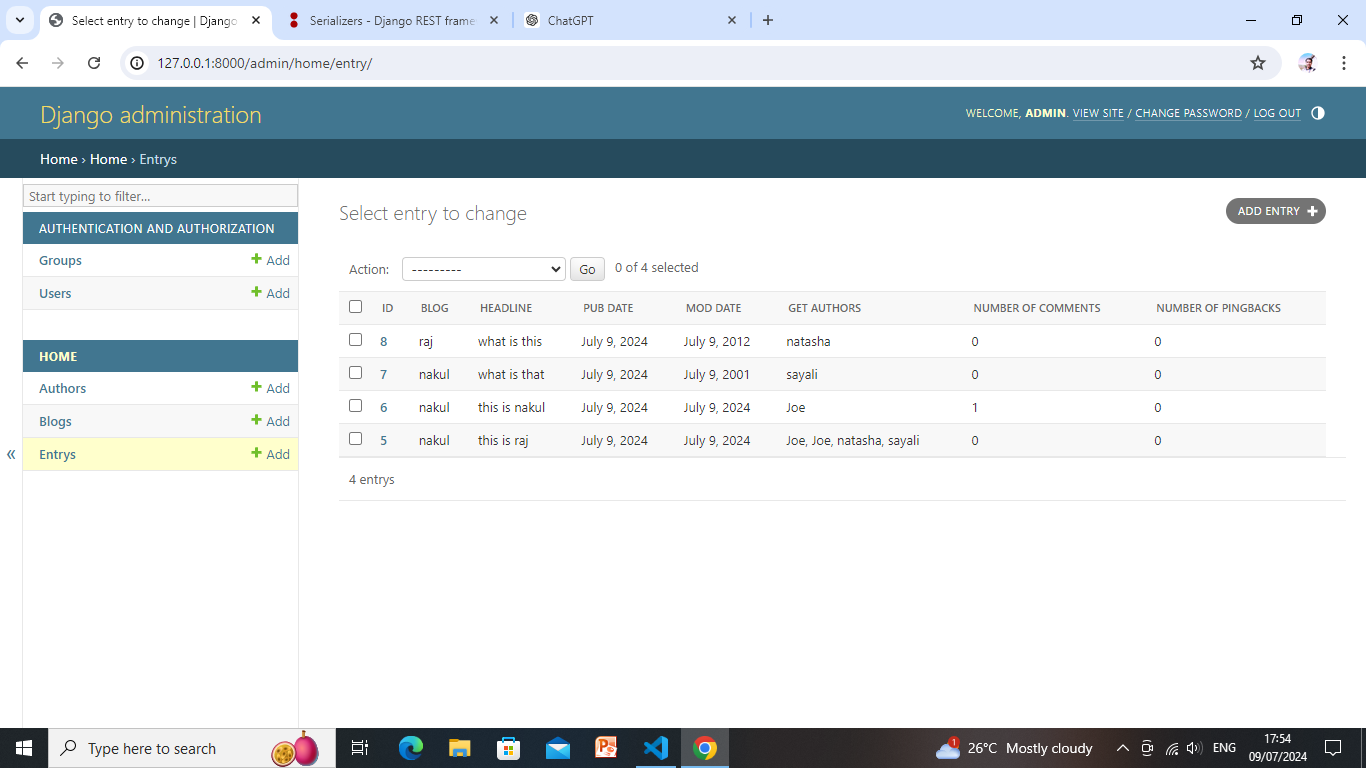 Select entry to change | Django
Serializers - Django REST frame
ChatGPT
127.0.0.1:8000/admin/home/entry/
Django administration
WELCOME, ADMIN. VIEW SITE / CHANGE PASSWORD / LOG OUT
Home › Home › Entrys
Start typing to filter...
AUTHENTICATION AND AUTHORIZATION
Groups + Add
Users + Add
HOME
Authors + Add
Blogs + Add
Entrys + Add
«
Select entry to change
ADD ENTRY +
Action: --------- Go 0 of 4 selected
ID BLOG HEADLINE PUB DATE MOD DATE GET AUTHORS NUMBER OF COMMENTS NUMBER OF PINGBACKS
8 raj what is this July 9, 2024 July 9, 2012 natasha 0 0
7 nakul what is that July 9, 2024 July 9, 2001 sayali 0 0
6 nakul this is nakul July 9, 2024 July 9, 2024 Joe 1 0
5 nakul this is raj July 9, 2024 July 9, 2024 Joe, Joe, natasha, sayali 0 0
4 entrys
Type here to search
1
26°C Mostly cloudy
ENG
17:54
09/07/2024